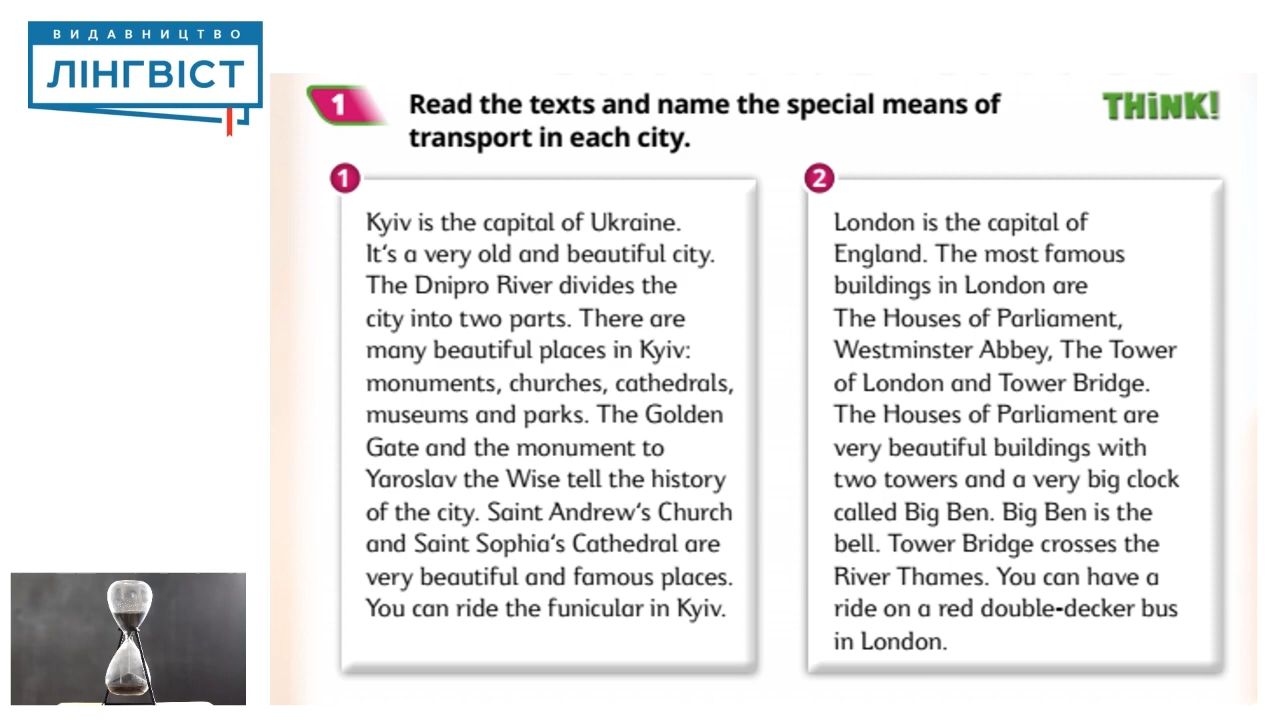 ВИДАВНИЦТВО
ЛІНГВІСТ
1
Read the texts and name the special means of
transport in each city.
THiNK!
1
Kyiv is the capital of Ukraine.
It‘s a very old and beautiful city.
The Dnipro River divides the
city into two parts. There are
many beautiful places in Kyiv:
monuments, churches, cathedrals,
museums and parks. The Golden
Gate and the monument to
Yaroslav the Wise tell the history
of the city. Saint Andrew‘s Church
and Saint Sophia‘s Cathedral are
very beautiful and famous places.
You can ride the funicular in Kyiv.
2
London is the capital of
England. The most famous
buildings in London are
The Houses of Parliament,
Westminster Abbey, The Tower
of London and Tower Bridge.
The Houses of Parliament are
very beautiful buildings with
two towers and a very big clock
called Big Ben. Big Ben is the
bell. Tower Bridge crosses the
River Thames. You can have a
ride on a red double-decker bus
in London.